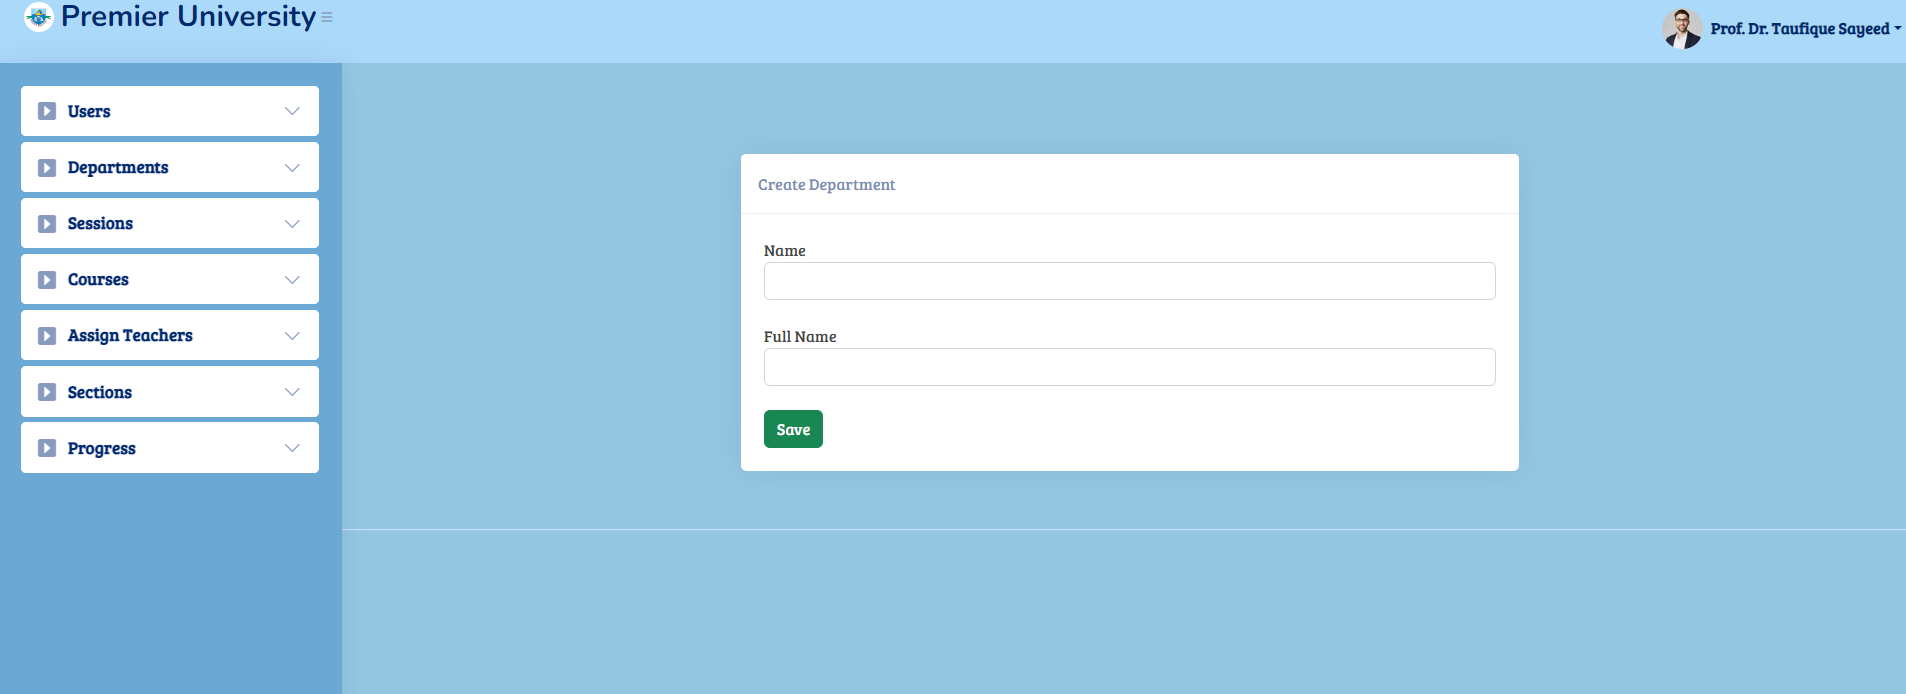 Premier University
Prof. Dr. Taufique Sayeed
Users
Departments
Sessions
Courses
Assign Teachers
Sections
Progress
Create Department
Name
Full Name
Save